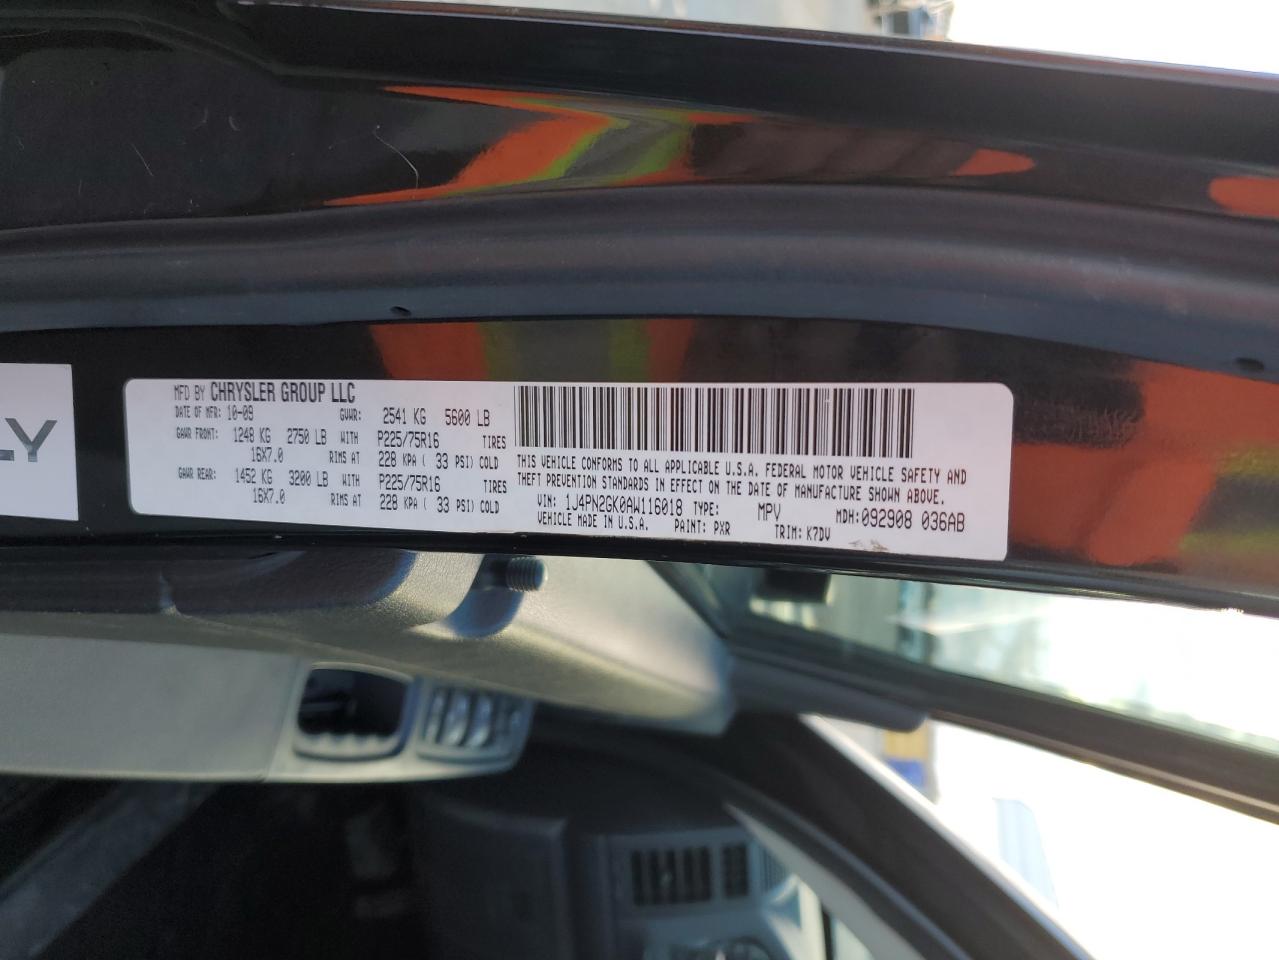 LY
MFD BY CHRYSLER GROUP LLC
DATE OF MFR: 10-09 GVWR: 2541 KG 5600 LB
GAWR FRONT: 1248 KG 2750 LB WITH P225/75R16 TIRES
16X7.0 RIMS AT 228 KPA ( 33 PSI) COLD
GAWR REAR: 1452 KG 3200 LB WITH P225/75R16 TIRES
16X7.0 RIMS AT 228 KPA ( 33 PSI) COLD
THIS VEHICLE CONFORMS TO ALL APPLICABLE U.S.A. FEDERAL MOTOR VEHICLE SAFETY AND
THEFT PREVENTION STANDARDS IN EFFECT ON THE DATE OF MANUFACTURE SHOWN ABOVE.
VIN: 1J4PN2GK0AW116018 TYPE: MPV MDH:092908 036AB
VEHICLE MADE IN U.S.A. PAINT: PXR TRIM: K7DV